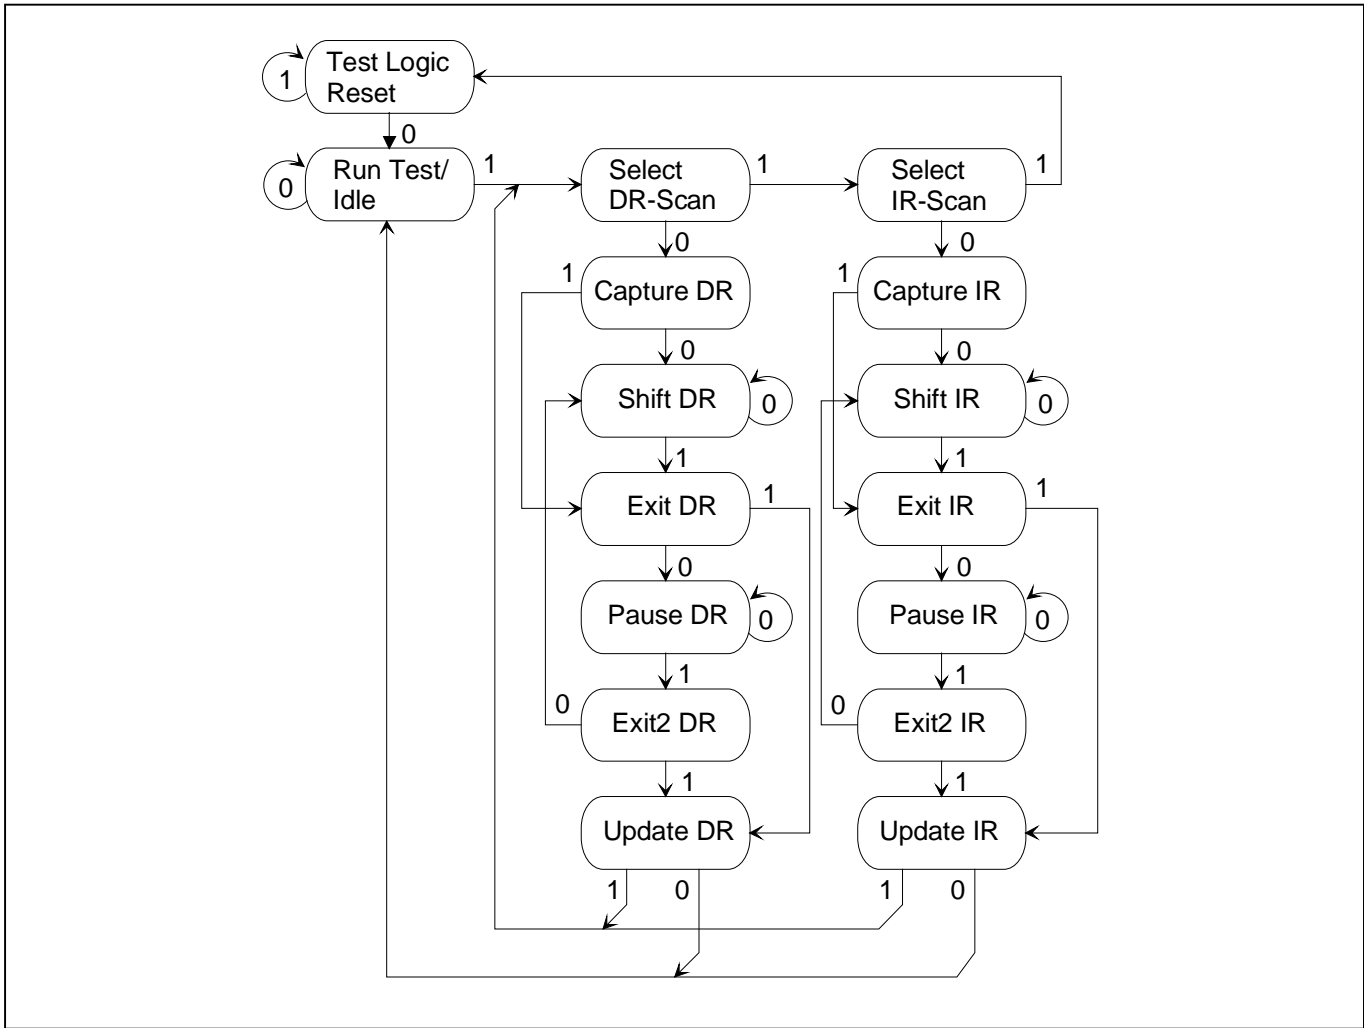 Test Logic
Reset
1
0
Run Test/
Idle
0
1
Select
DR-Scan
1
Select
IR-Scan
1
0
0
1
Capture DR
1
Capture IR
0
0
Shift DR
0
Shift IR
0
1
1
Exit DR
1
Exit IR
1
0
0
Pause DR
0
Pause IR
0
1
1
0
Exit2 DR
0
Exit2 IR
1
1
Update DR
Update IR
1
0
1
0